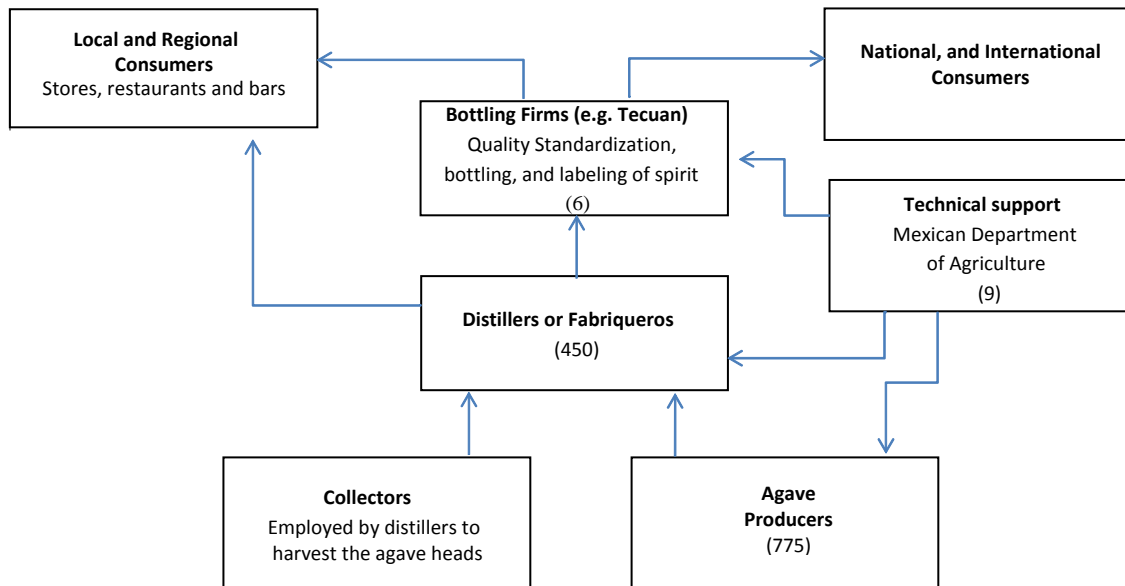 Local and Regional
Consumers
Stores, restaurants and bars
National, and International
Consumers
Bottling Firms (e.g. Tecuan)
Quality Standardization,
bottling, and labeling of spirit
(6)
Technical support
Mexican Department
of Agriculture
(9)
Distillers or Fabriqueros
(450)
Collectors
Employed by distillers to
harvest the agave heads
Agave
Producers
(775)